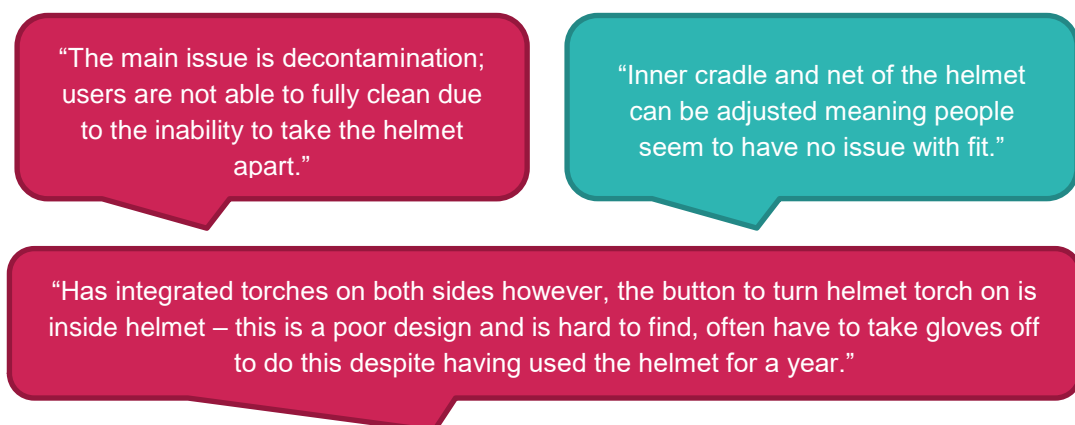 “The main issue is decontamination;
users are not able to fully clean due
to the inability to take the helmet
apart.”
“Inner cradle and net of the helmet
can be adjusted meaning people
seem to have no issue with fit.”
“Has integrated torches on both sides however, the button to turn helmet torch on is
inside helmet – this is a poor design and is hard to find, often have to take gloves off
to do this despite having used the helmet for a year.”